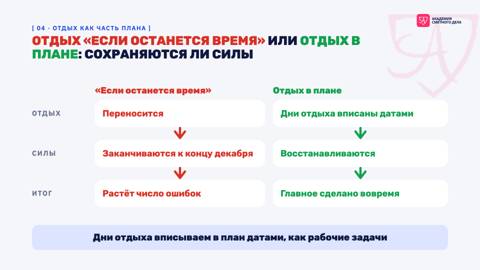 [ 04 - ОТДЫХ КАК ЧАСТЬ ПЛАНА ]
АКАДЕМИЯ
СМЕТНОГО ДЕЛА
ОТДЫХ «ЕСЛИ ОСТАНЕТСЯ ВРЕМЯ» ИЛИ ОТДЫХ В
ПЛАНЕ: СОХРАНЯЮТСЯ ЛИ СИЛЫ
«Если останется время»
Отдых в плане
ОТДЫХ
Переносится
Дни отдыха вписаны датами
СИЛЫ
Заканчиваются к концу декабря
Восстанавливаются
ИТОГ
Растёт число ошибок
Главное сделано вовремя
Дни отдыха вписываем в план датами, как рабочие задачи